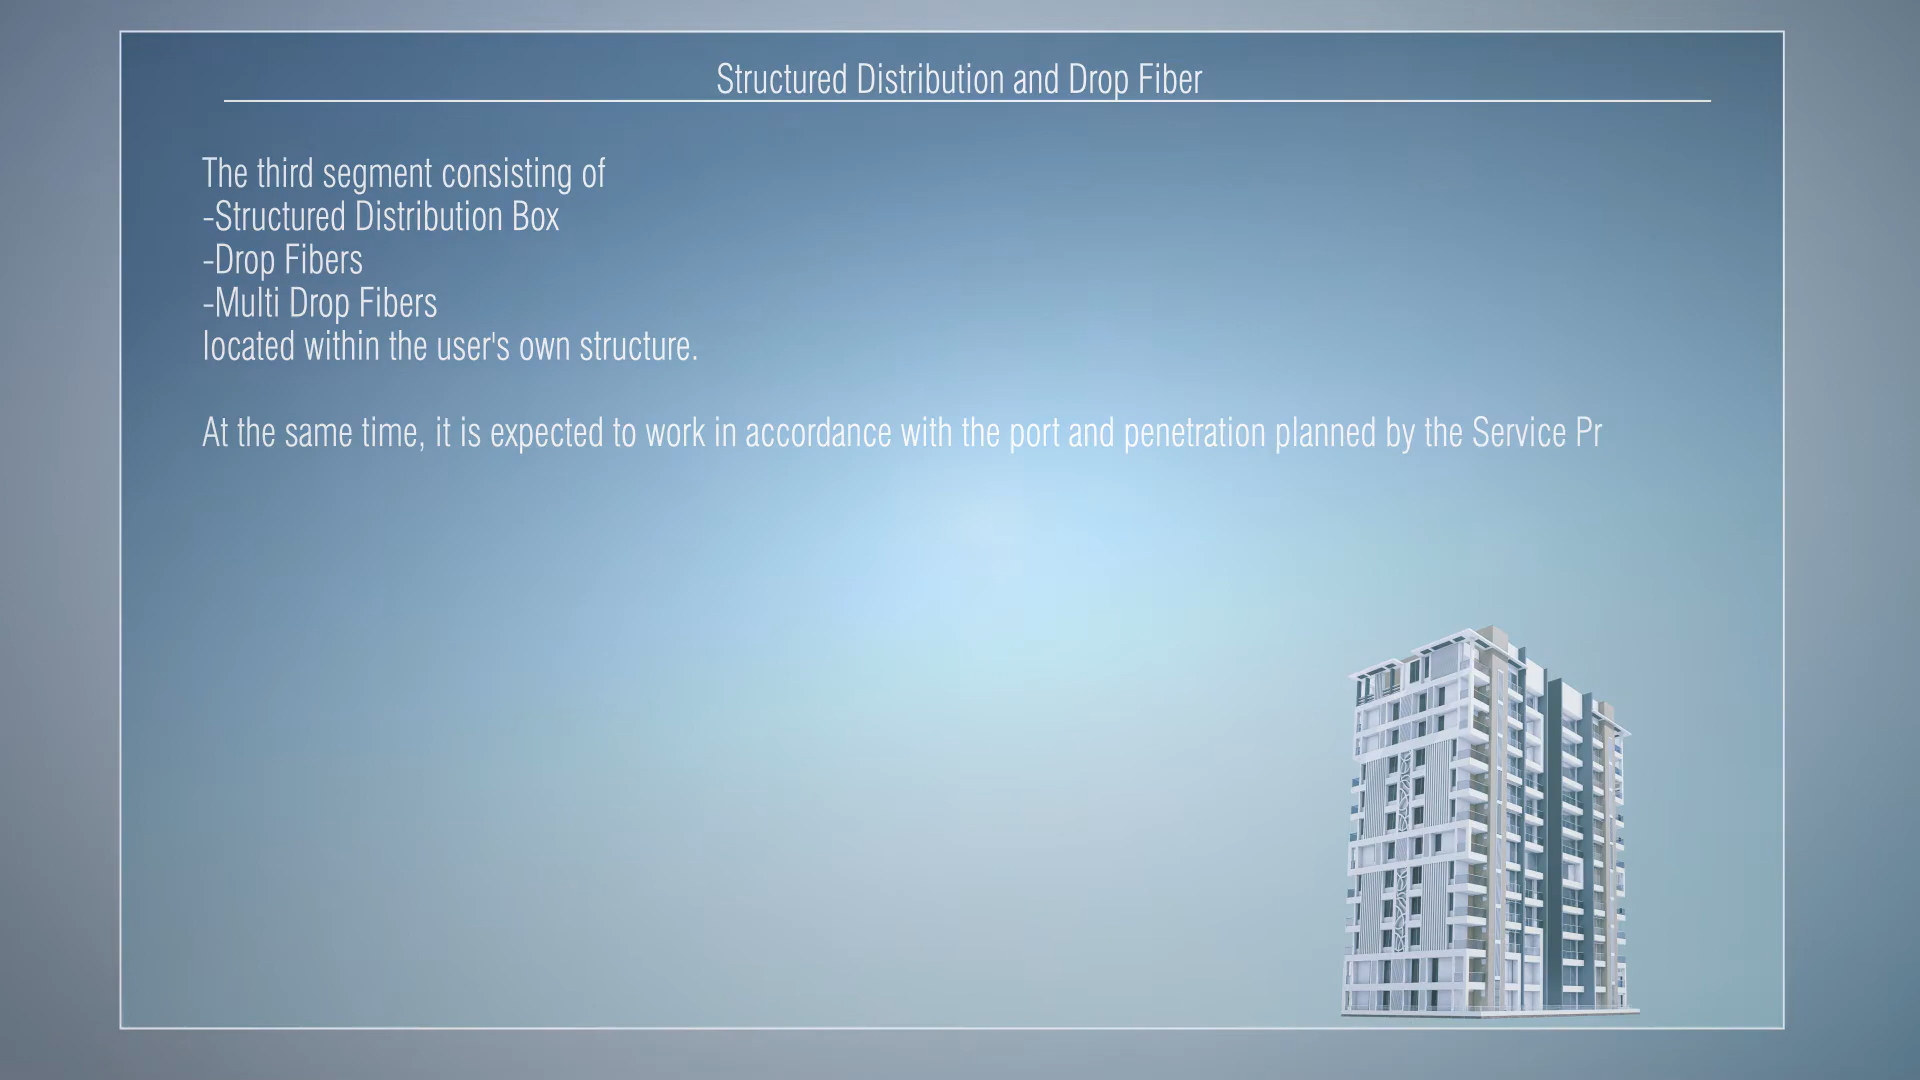 Structured Distribution and Drop Fiber
The third segment consisting of
-Structured Distribution Box
-Drop Fibers
-Multi Drop Fibers
located within the user's own structure.
At the same time, it is expected to work in accordance with the port and penetration planned by the Service Pr